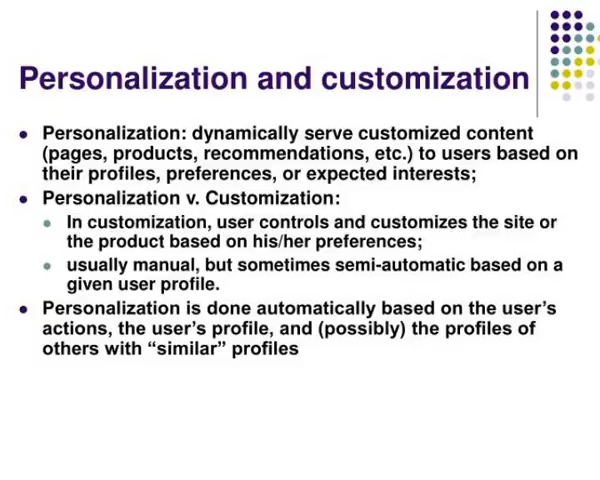 Personalization and customization
Personalization: dynamically serve customized content
(pages, products, recommendations, etc.) to users based on
their profiles, preferences, or expected interests;
Personalization v. Customization:
In customization, user controls and customizes the site or
the product based on his/her preferences;
usually manual, but sometimes semi-automatic based on a
given user profile.
Personalization is done automatically based on the user’s
actions, the user’s profile, and (possibly) the profiles of
others with “similar” profiles